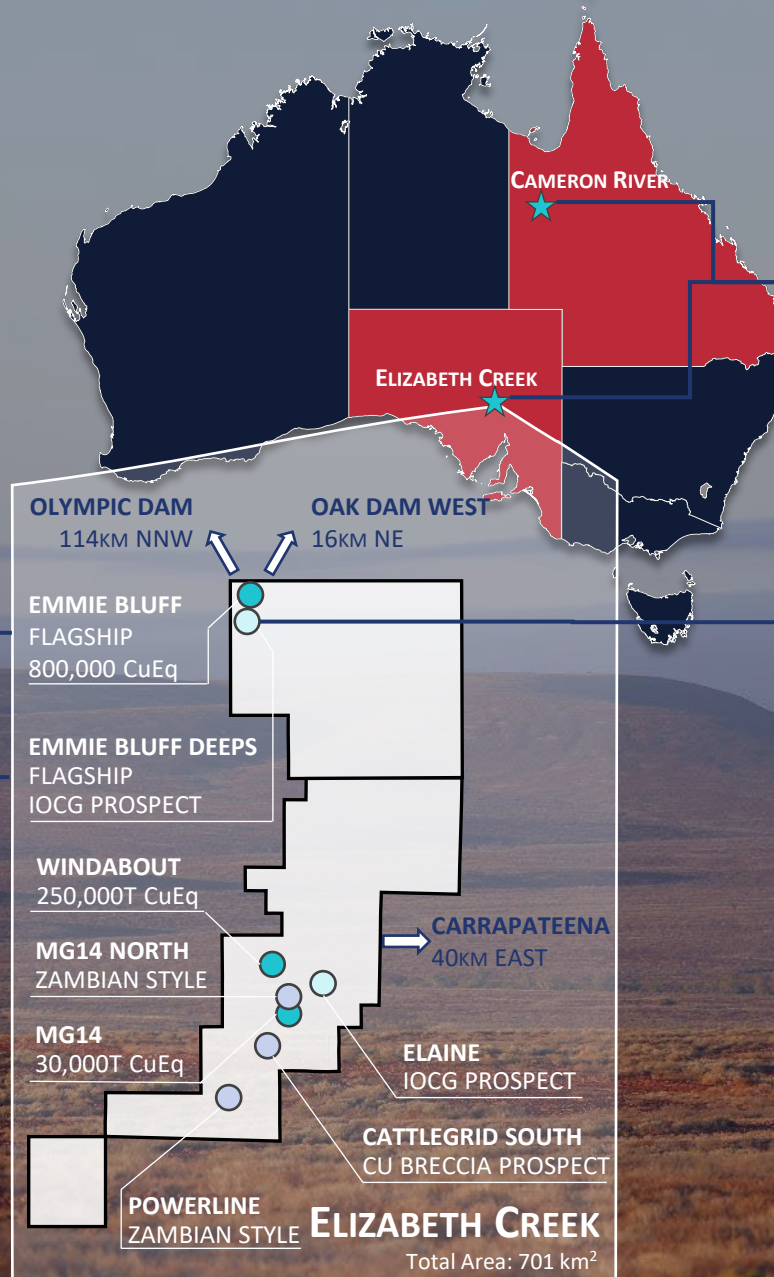 CAMERON RIVER
ELIZABETH CREEK
OLYMPIC DAM
114KM NNW
OAK DAM WEST
16KM NE
EMMIE BLUFF
FLAGSHIP
800,000 CuEq
EMMIE BLUFF DEEPS
FLAGSHIP
IOCG PROSPECT
WINDABOUT
250,000T CuEq
CARRAPATEENA
40KM EAST
MG14 NORTH
ZAMBIAN STYLE
MG14
30,000T CuEq
ELAINE
IOCG PROSPECT
CATTLEGRID SOUTH
CU BRECCIA PROSPECT
POWERLINE
ZAMBIAN STYLE
ELIZABETH CREEK
Total Area: 701 km²